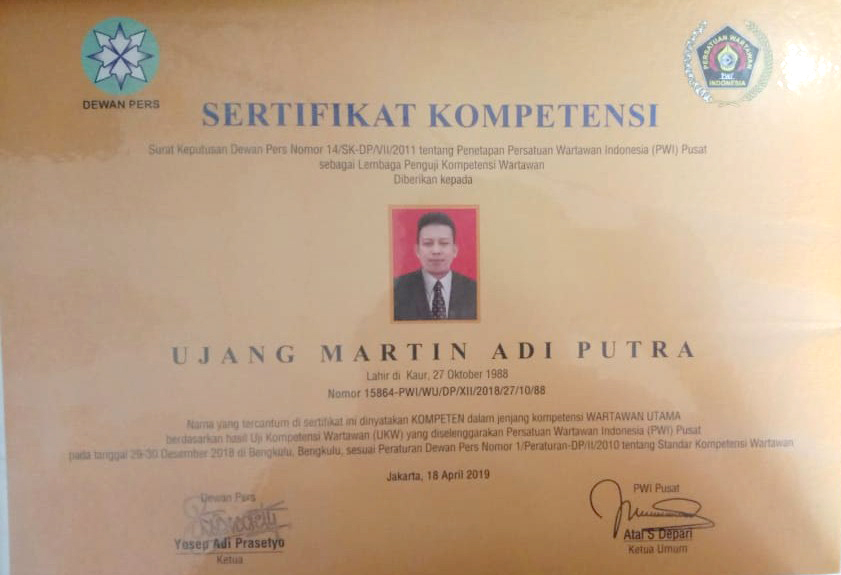 DEWAN PERS
PERSATUAN WARTAWAN
PWI
INDONESIA
SERTIFIKAT KOMPETENSI
Surat Keputusan Dewan Pers Nomor 14/SK-DP/VII/2011 tentang Penetapan Persatuan Wartawan Indonesia (PWI) Pusat
sebagai Lembaga Penguji Kompetensi Wartawan
Diberikan kepada
UJANG MARTIN ADI PUTRA
Lahir di Kaur, 27 Oktober 1988
Nomor 15864-PWI/WU/DP/XII/2018/27/10/88
Nama yang tercantum di sertifikat ini dinyatakan KOMPETEN dalam jenjang kompetensi WARTAWAN UTAMA
berdasarkan hasil Uji Kompetensi Wartawan (UKW) yang diselenggarakan Persatuan Wartawan Indonesia (PWI) Pusat
pada tanggal 29-30 Desember 2018 di Bengkulu, Bengkulu, sesuai Peraturan Dewan Pers Nomor 1/Peraturan-DP/II/2010 tentang Standar Kompetensi Wartawan
Jakarta, 18 April 2019
Dewan Pers
Yosep Adi Prasetyo
Ketua
PWI Pusat
Atal S Depari
Ketua Umum